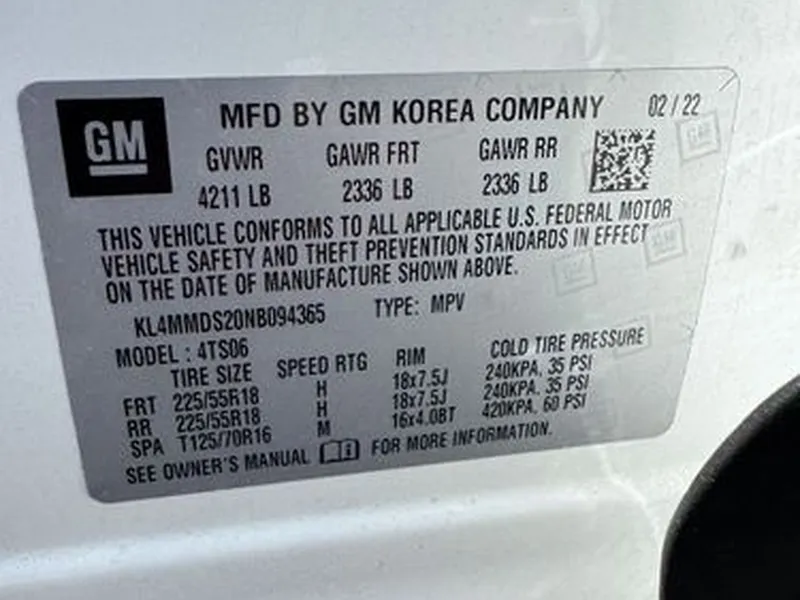 GM
MFD BY GM KOREA COMPANY 02 / 22
GVWR GAWR FRT GAWR RR
4211 LB 2336 LB 2336 LB
THIS VEHICLE CONFORMS TO ALL APPLICABLE U.S. FEDERAL MOTOR
VEHICLE SAFETY AND THEFT PREVENTION STANDARDS IN EFFECT
ON THE DATE OF MANUFACTURE SHOWN ABOVE.
KL4MMDS20NB094365 TYPE: MPV
MODEL : 4TS06
TIRE SIZE SPEED RTG RIM COLD TIRE PRESSURE
FRT 225/55R18 H 18x7.5J 240KPA, 35 PSI
RR 225/55R18 H 18x7.5J 240KPA, 35 PSI
SPA T125/70R16 M 16x4.0BT 420KPA, 60 PSI
SEE OWNER'S MANUAL FOR MORE INFORMATION.